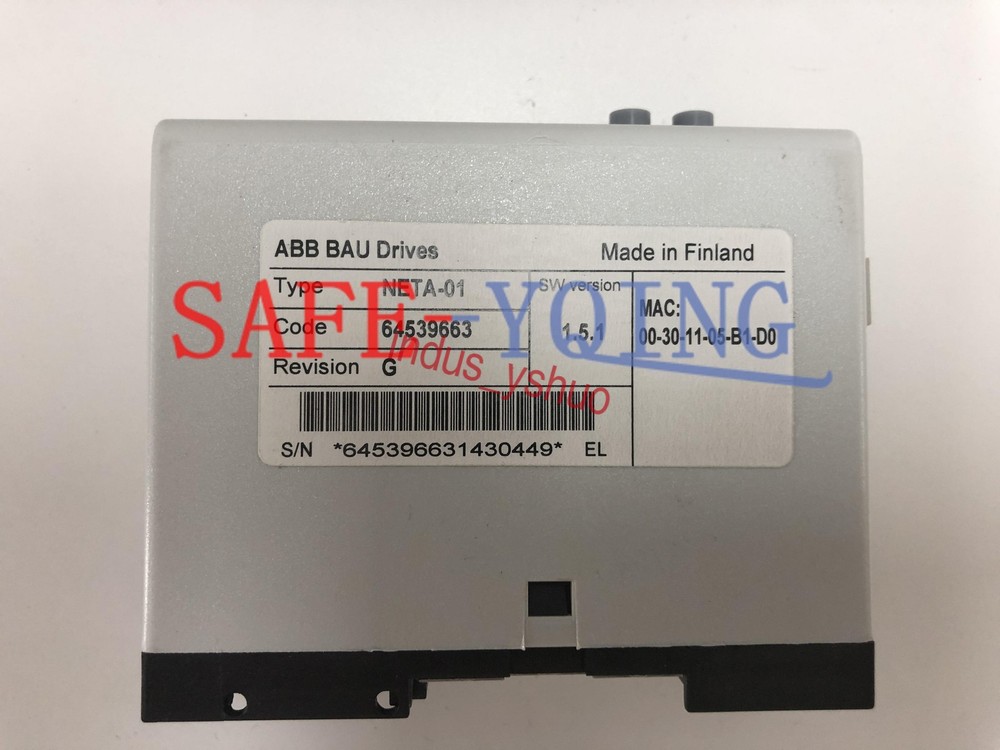 ABB BAU Drives Made in Finland
Type NETA-01 SW version
MAC:
SAFE-YQING
Code 64539663 1.5.1 00-30-11-05-B1-D0
indus_yshuo
Revision G
S/N *645396631430449* EL